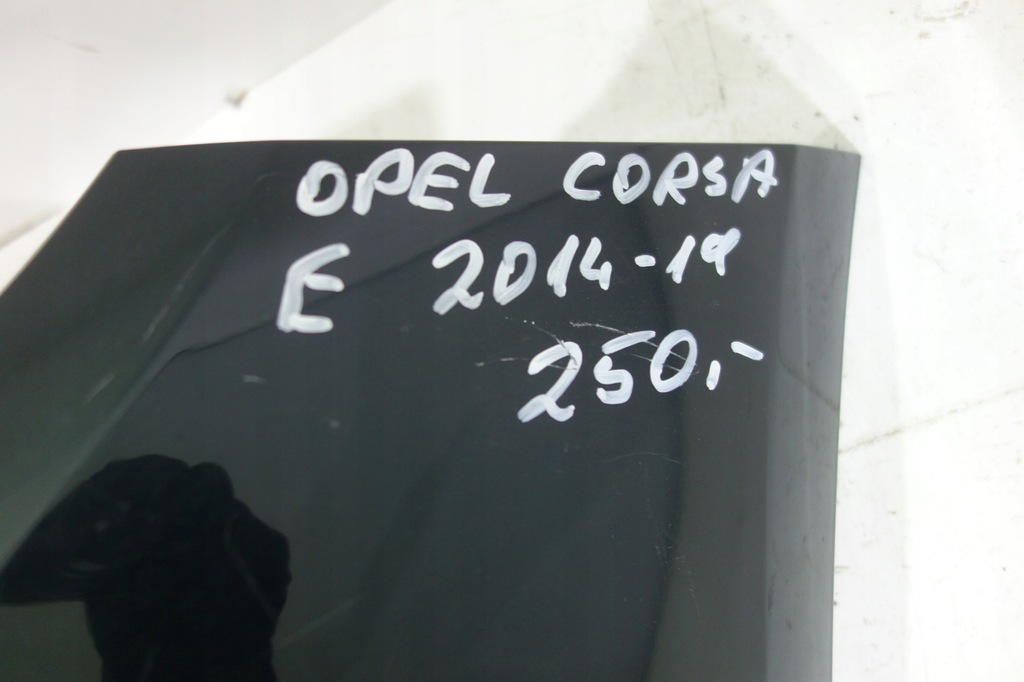 OPEL CORSA
E 2014-19
250,-